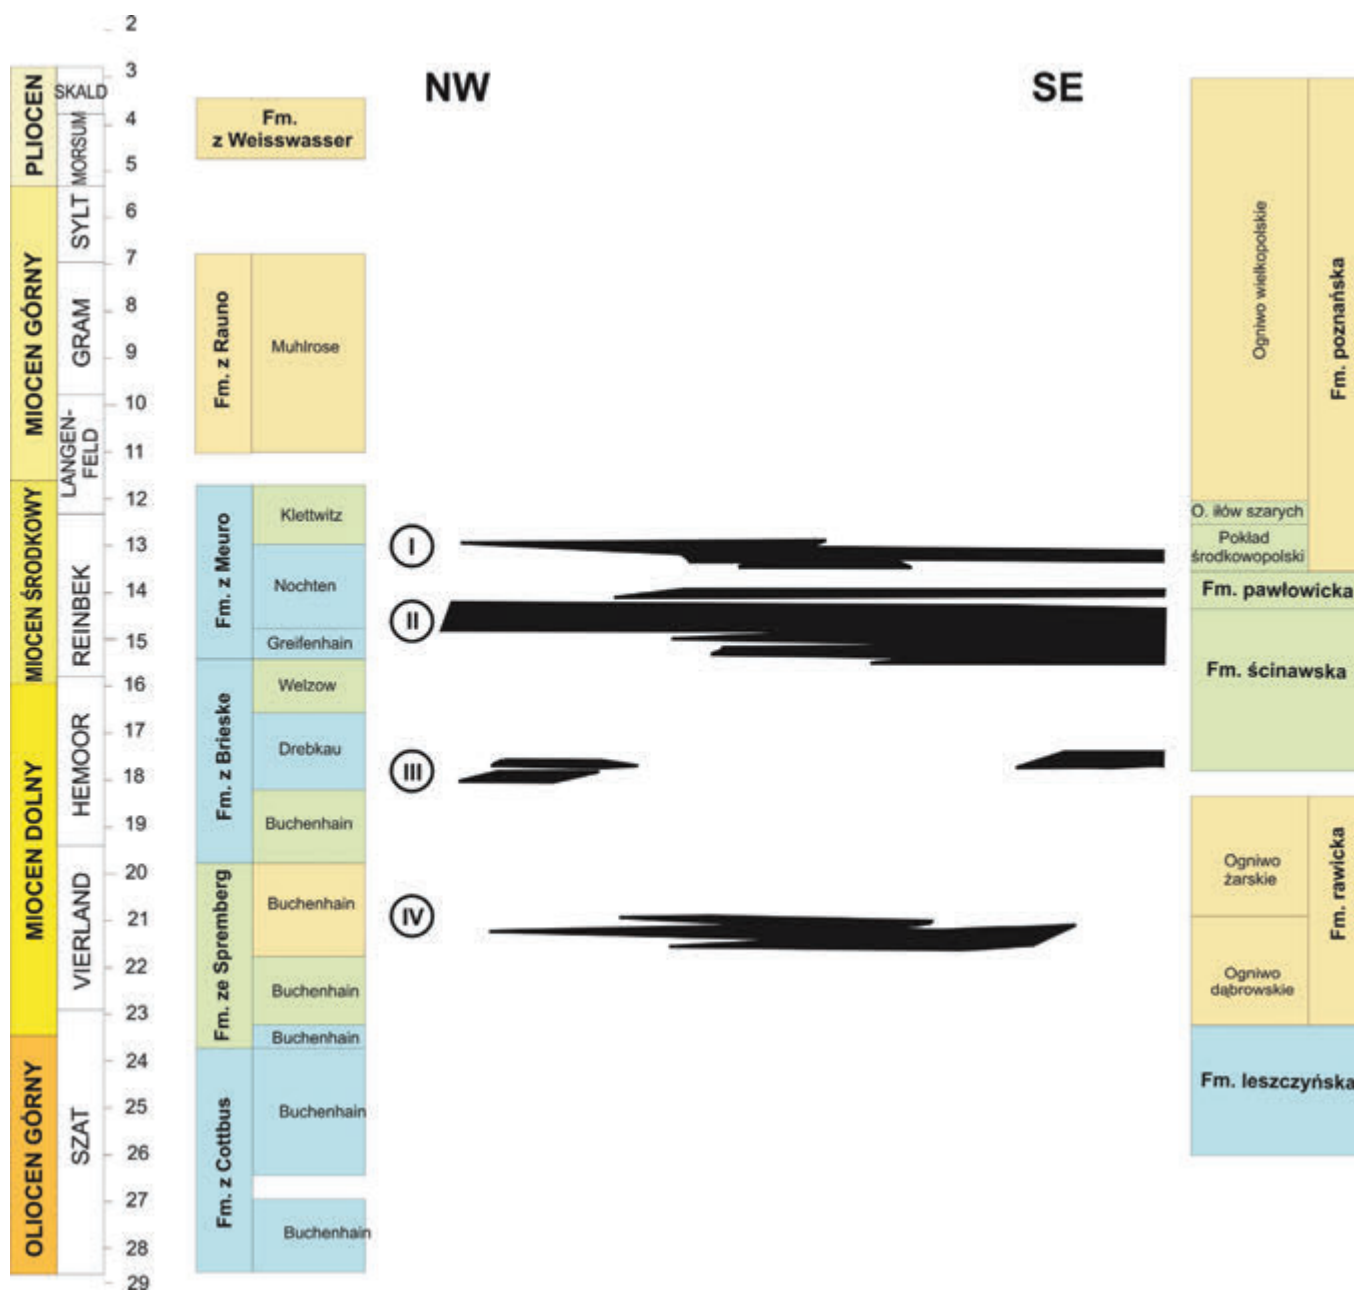 2
3
4
5
6
7
8
9
10
11
12
13
14
15
16
17
18
19
20
21
22
23
24
25
26
27
28
29
PLIOCEN
MIOCEN GÓRNY
MIOCEN ŚRODKOWY
MIOCEN DOLNY
OLIOCEN GÓRNY
SKALD
MORSUM
SYLT
GRAM
LANGEN-
FELD
REINBEK
HEMOOR
VIERLAND
SZAT
Fm.
z Weisswasser
Fm. z Rauno
Muhlrose
Fm. z Meuro
Klettwitz
Nochten
Greifenhain
Fm. z Brieske
Welzow
Drebkau
Buchenhain
Fm. ze Spremberg
Buchenhain
Buchenhain
Buchenhain
Fm. z Cottbus
Buchenhain
Buchenhain
NW
SE
I
II
III
IV
Ogniwo wielkopolskie
Fm. poznańska
O. iłów szarych
Pokład
środkowopolski
Fm. pawłowicka
Fm. ścinawska
Ogniwo
żarskie
Fm. rawicka
Ogniwo
dąbrowskie
Fm. leszczyńska